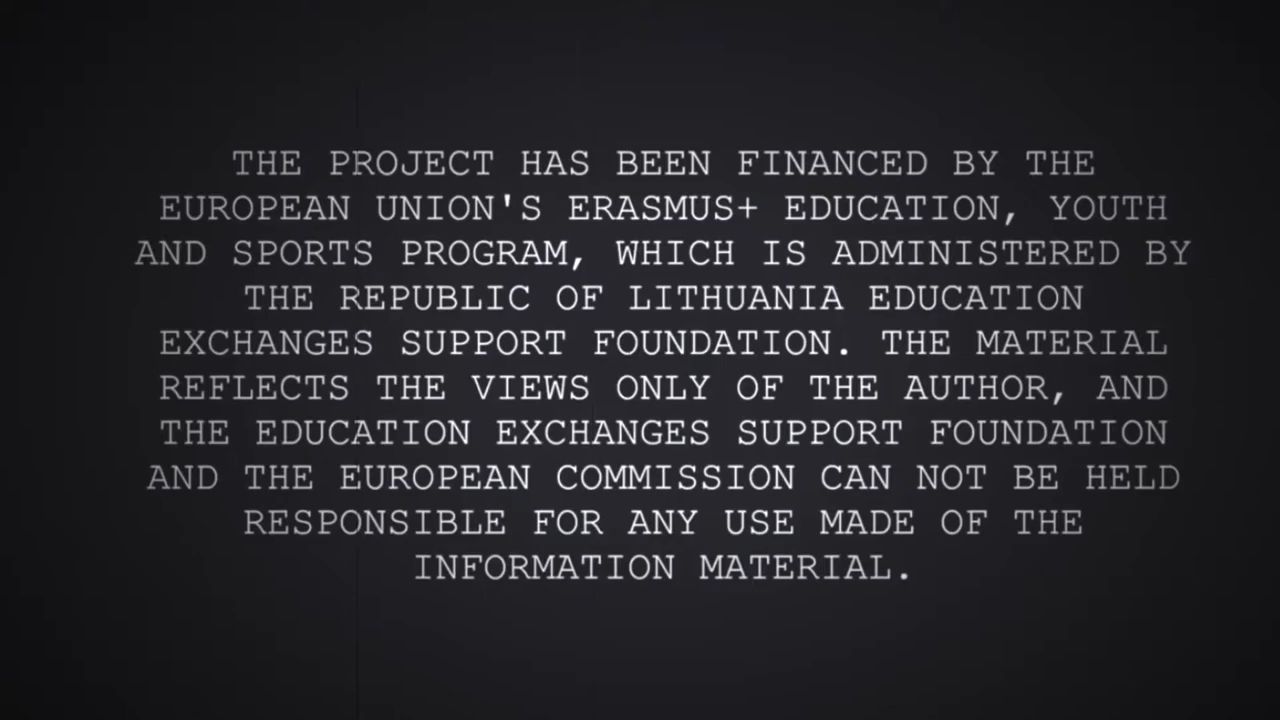 THE PROJECT HAS BEEN FINANCED BY THE
EUROPEAN UNION'S ERASMUS+ EDUCATION, YOUTH
AND SPORTS PROGRAM, WHICH IS ADMINISTERED BY
THE REPUBLIC OF LITHUANIA EDUCATION
EXCHANGES SUPPORT FOUNDATION. THE MATERIAL
REFLECTS THE VIEWS ONLY OF THE AUTHOR, AND
THE EDUCATION EXCHANGES SUPPORT FOUNDATION
AND THE EUROPEAN COMMISSION CAN NOT BE HELD
RESPONSIBLE FOR ANY USE MADE OF THE
INFORMATION MATERIAL.